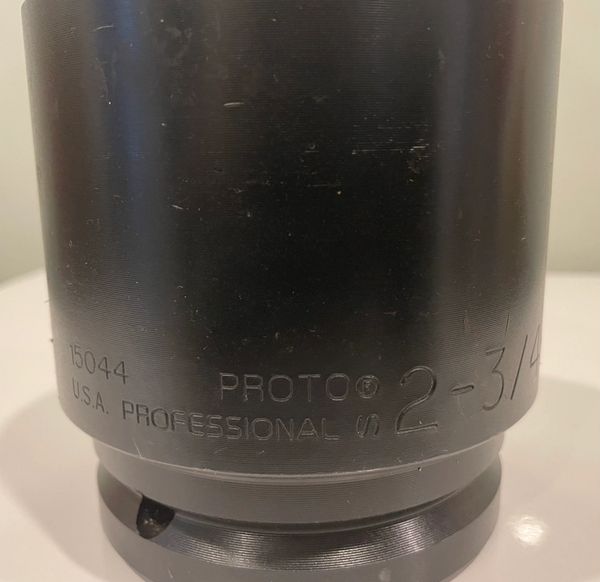 15044 PROTO®
U.S.A. PROFESSIONAL S 2-3/4